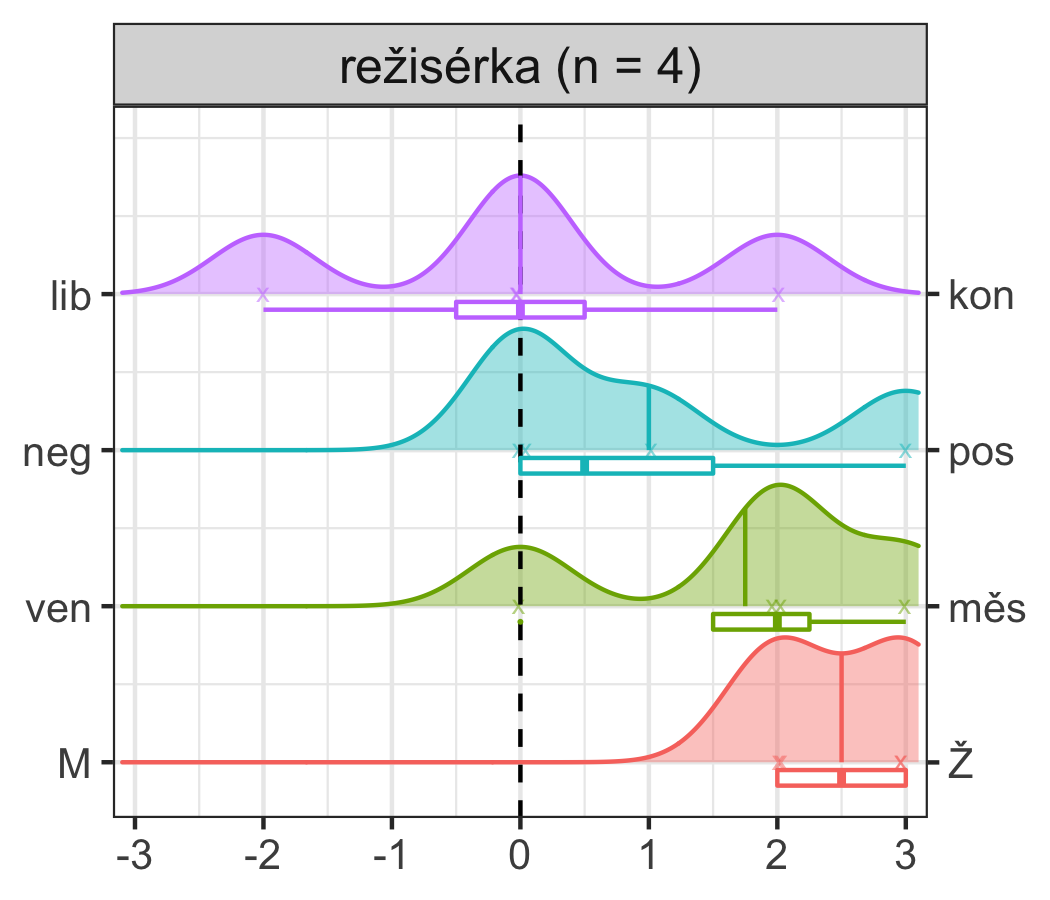 režisérka (n = 4)
lib kon
neg pos
ven měs
M Ž
-3 -2 -1 0 1 2 3